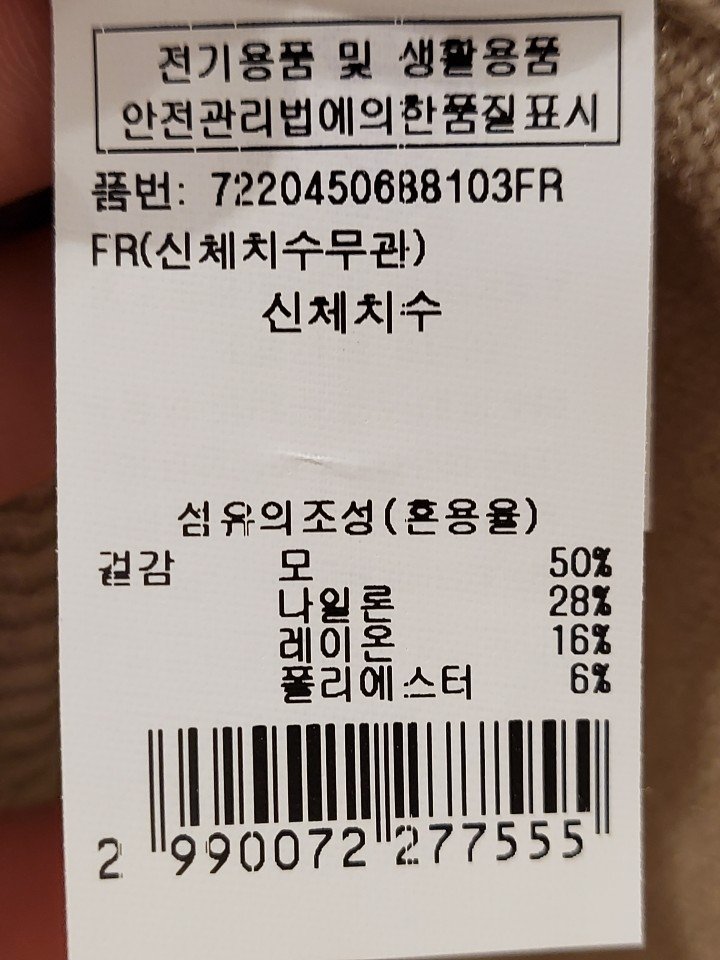 전기용품 및 생활용품
안전관리법에의한품질표시
품번: 7220450688103FR
FR(신체치수무관)
신체치수
섬유의조성(혼용율)
겉감 모 50%
나일론 28%
레이온 16%
폴리에스터 6%
2 990072 277555